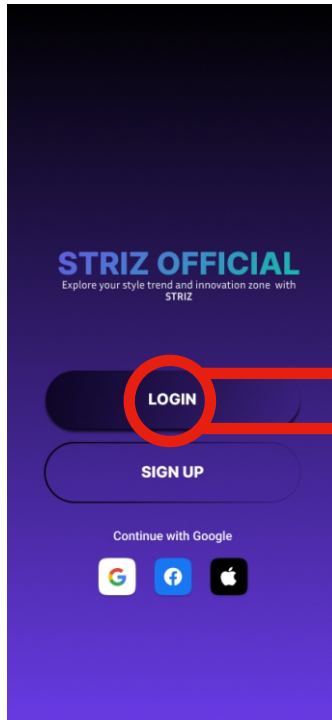 STRIZ OFFICIAL
Explore your style trend and innovation zone with
STRIZ
LOGIN
SIGN UP
Continue with Google